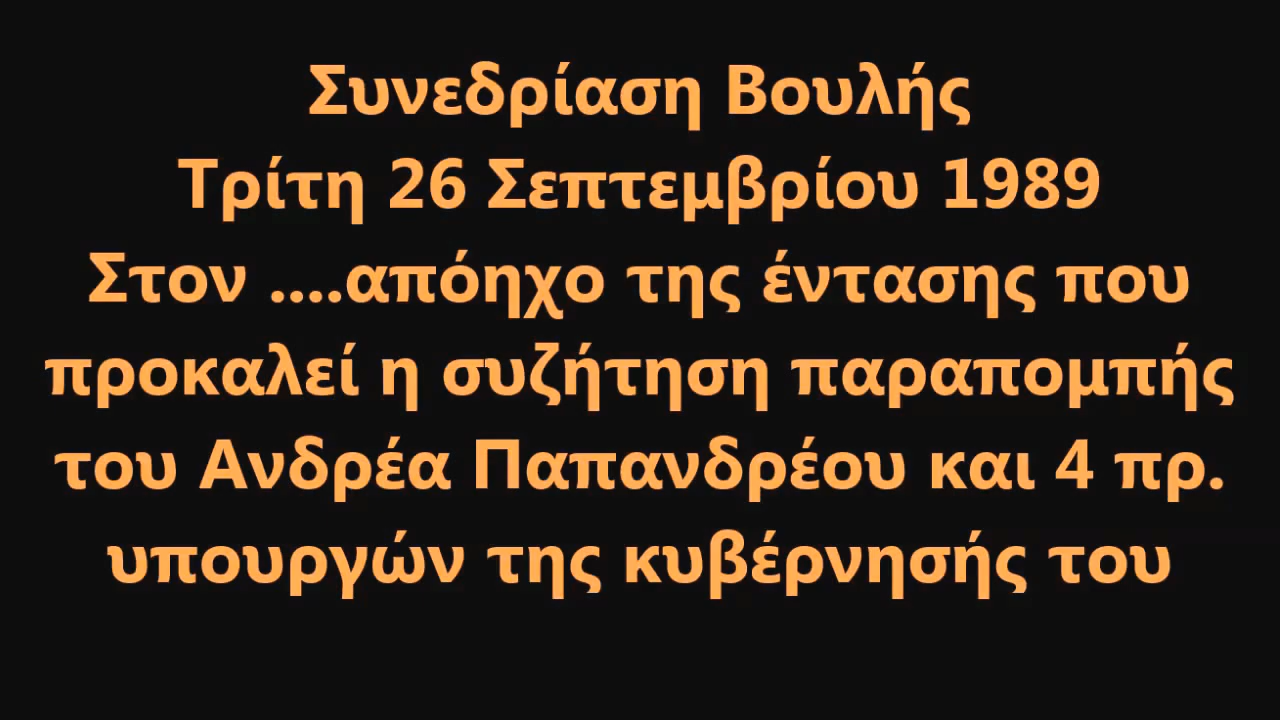 Συνεδρίαση Βουλής
Τρίτη 26 Σεπτεμβρίου 1989
Στον ....απόηχο της έντασης που
προκαλεί η συζήτηση παραπομπής
του Ανδρέα Παπανδρέου και 4 πρ.
υπουργών της κυβέρνησής του